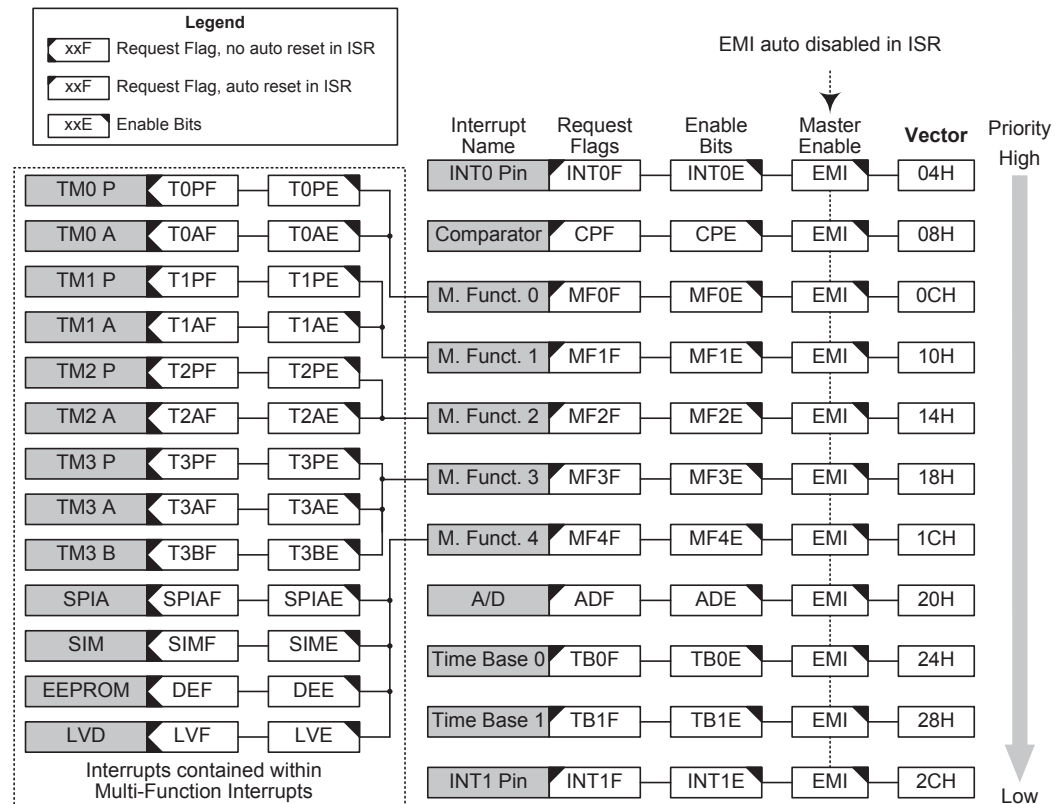 Legend
xxF Request Flag, no auto reset in ISR
xxF Request Flag, auto reset in ISR
xxE Enable Bits
EMI auto disabled in ISR
Interrupt Name Request Flags Enable Bits Master Enable Vector Priority
High
INT0 Pin INT0F INT0E EMI 04H
Comparator CPF CPE EMI 08H
M. Funct. 0 MF0F MF0E EMI 0CH
M. Funct. 1 MF1F MF1E EMI 10H
M. Funct. 2 MF2F MF2E EMI 14H
M. Funct. 3 MF3F MF3E EMI 18H
M. Funct. 4 MF4F MF4E EMI 1CH
A/D ADF ADE EMI 20H
Time Base 0 TB0F TB0E EMI 24H
Time Base 1 TB1F TB1E EMI 28H
INT1 Pin INT1F INT1E EMI 2CH
Low
TM0 P T0PF T0PE
TM0 A T0AF T0AE
TM1 P T1PF T1PE
TM1 A T1AF T1AE
TM2 P T2PF T2PE
TM2 A T2AF T2AE
TM3 P T3PF T3PE
TM3 A T3AF T3AE
TM3 B T3BF T3BE
SPIA SPIAF SPIAE
SIM SIMF SIME
EEPROM DEF DEE
LVD LVF LVE
Interrupts contained within
Multi-Function Interrupts